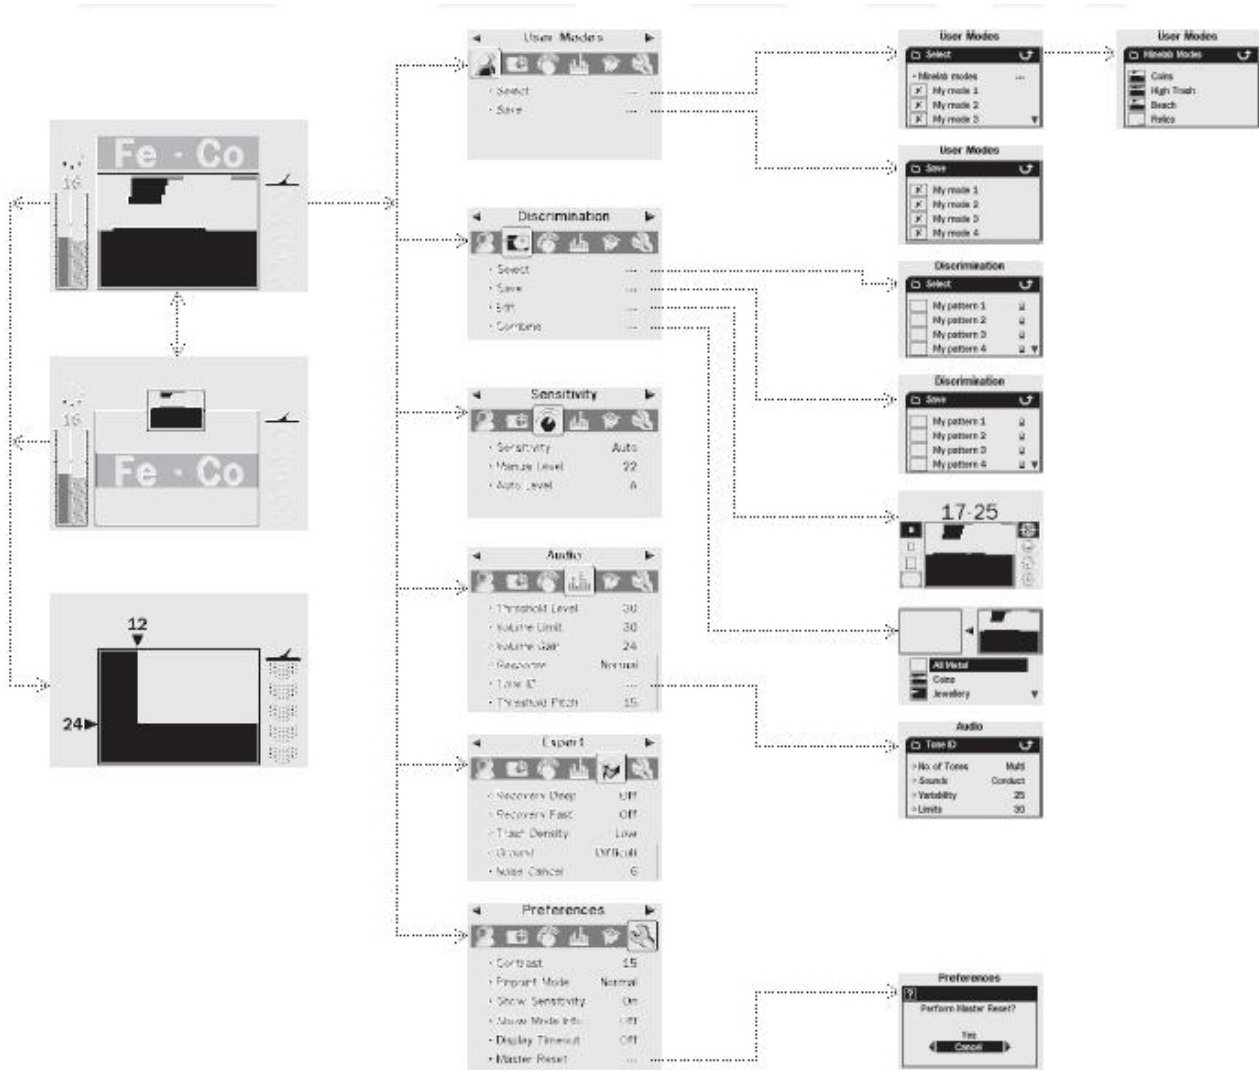 Fe - Co
16
Fe - Co
16
12
24
User Modes
Select ...
Save ...
Discrimination
Select ...
Save ...
Edit ...
Combine ...
Sensitivity
Sensitivity Auto
Manual Level 22
Auto Level
Audio
Threshold Level 30
Volume Limit 30
Volume Gain 24
Response Normal
Tone ID ...
Threshold Pitch 15
Expert
Recovery Deep Off
Recovery Fast Off
Trash Density Low
Ground Difficult
Noise Cancel 6
Preferences
Contrast 15
Pinpoint Mode Normal
Show Sensitivity On
Show Mode Info Off
Display Timeout Off
Master Reset ...
User Modes
Select
Minelab modes ...
My mode 1
My mode 2
My mode 3
User Modes
Save
My mode 1
My mode 2
My mode 3
My mode 4
Discrimination
Select
My pattern 1
My pattern 2
My pattern 3
My pattern 4
Discrimination
Save
My pattern 1
My pattern 2
My pattern 3
My pattern 4
17-25
All Metal
Coins
Jewellery
Audio
Tone ID
No. of Tones Multi
Sounds Conduct
Variability 25
Limits 30
Preferences
?
Perform Master Reset?
Yes
Cancel
User Modes
Minelab Modes
Coins
High Trash
Beach
Relics